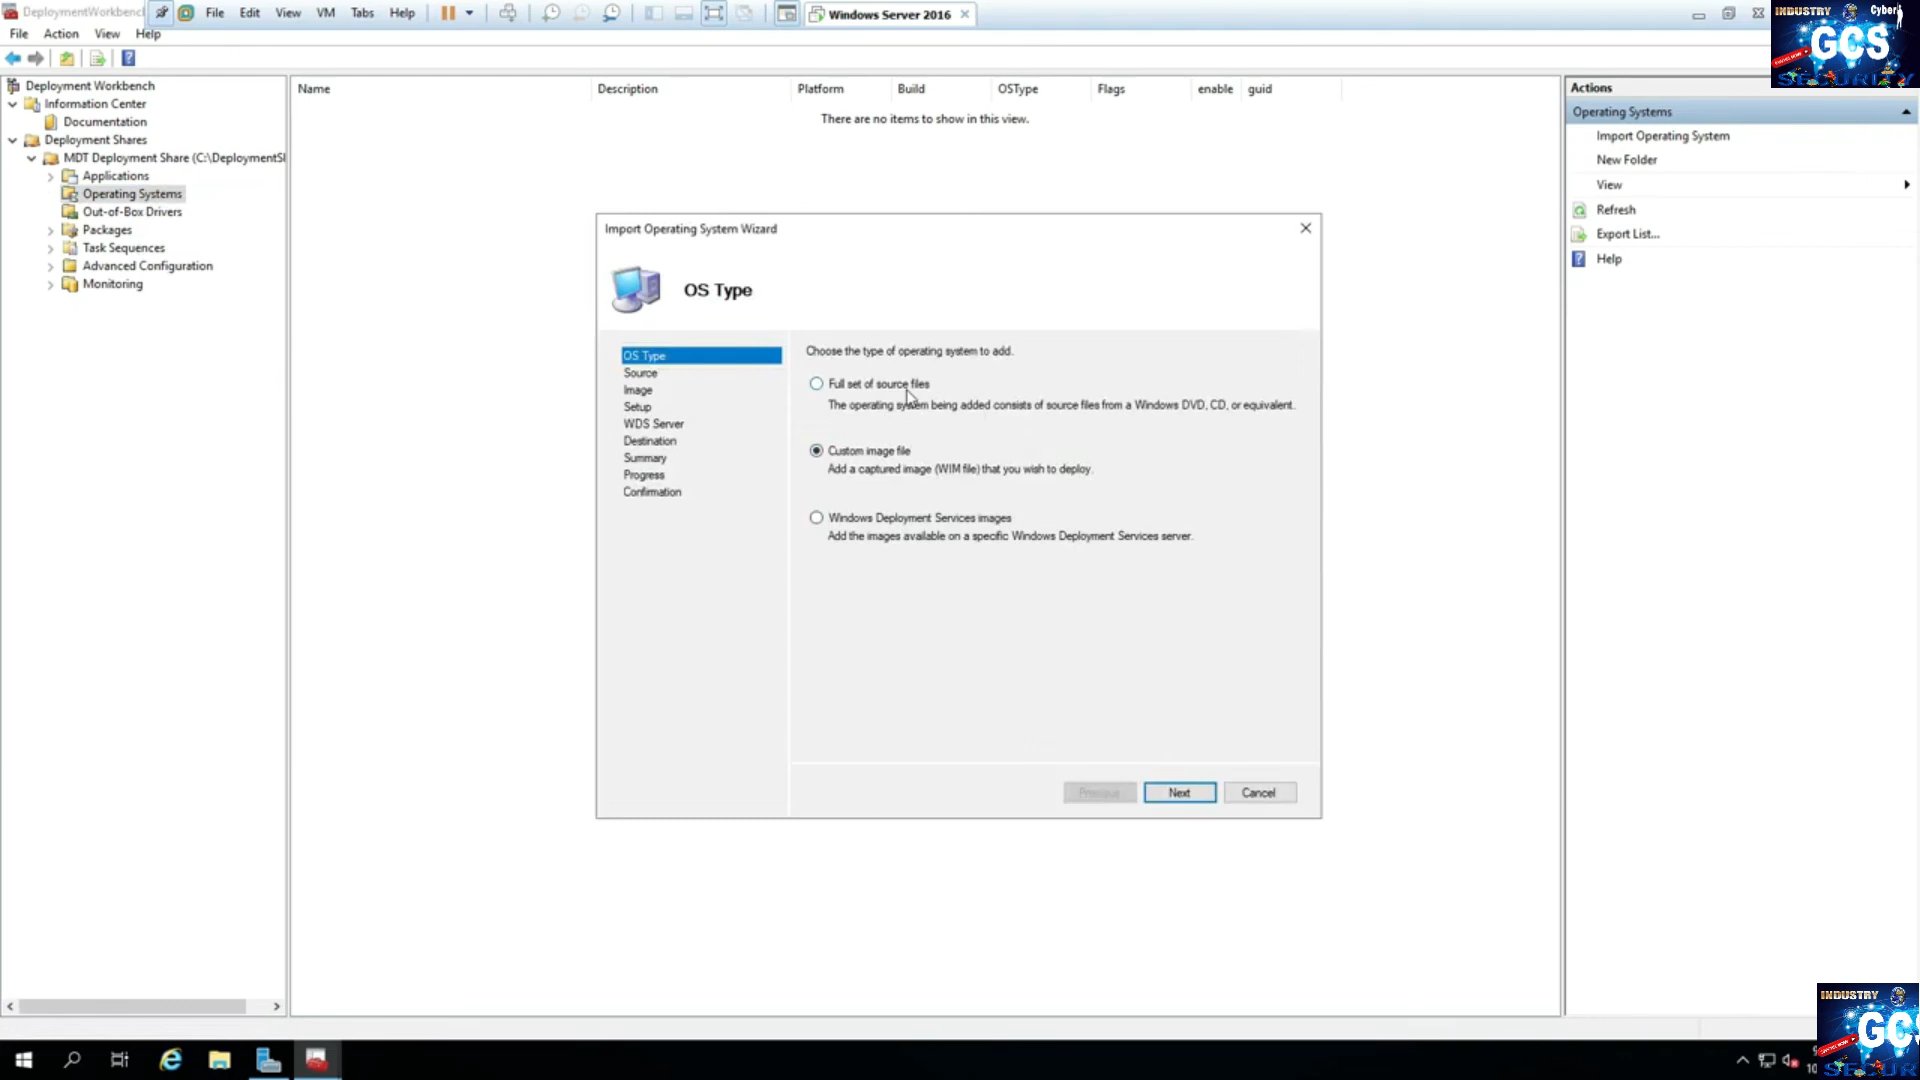 DeploymentWorkbench
File Edit View VM Tabs Help
Windows Server 2016
File Action View Help
INDUSTRY Cyber
GCS
SECURITY
Deployment Workbench
Information Center
Documentation
Deployment Shares
MDT Deployment Share (C:\DeploymentSl
Applications
Operating Systems
Out-of-Box Drivers
Packages
Task Sequences
Advanced Configuration
Monitoring
Name Description Platform Build OSType Flags enable guid
There are no items to show in this view.
Import Operating System Wizard
OS Type
OS Type
Source
Image
Setup
WDS Server
Destination
Summary
Progress
Confirmation
Choose the type of operating system to add.
Full set of source files
The operating system being added consists of source files from a Windows DVD, CD, or equivalent.
Custom image file
Add a captured image (WIM file) that you wish to deploy.
Windows Deployment Services images
Add the images available on a specific Windows Deployment Services server.
Previous Next Cancel
Actions
Operating Systems
Import Operating System
New Folder
View
Refresh
Export List...
Help
INDUSTRY
GCS
SECUR